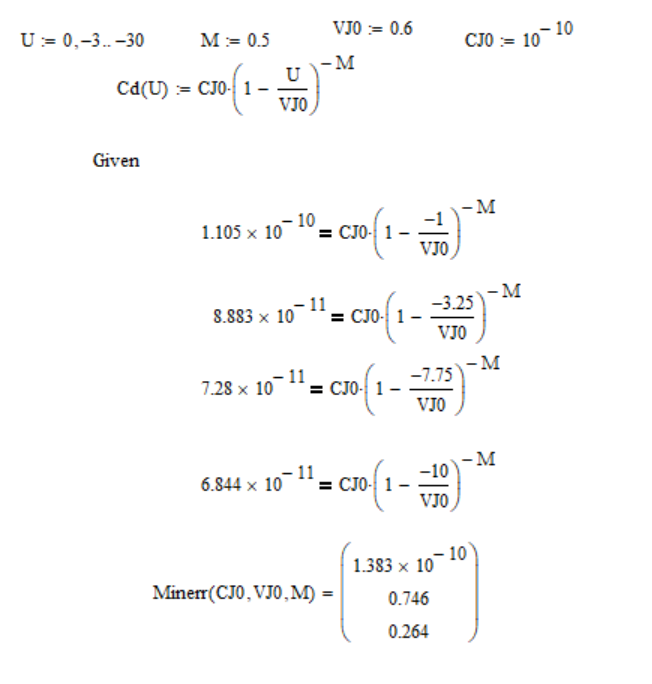 U := 0,−3.. −30 M := 0.5 VJ0 := 0.6 CJ0 := 10^−10
Cd(U) := CJ0·(1 − U/VJ0)^−M
Given
1.105 × 10^−10 = CJ0·(1 − −1/VJ0)^−M
8.883 × 10^−11 = CJ0·(1 − −3.25/VJ0)^−M
7.28 × 10^−11 = CJ0·(1 − −7.75/VJ0)^−M
6.844 × 10^−11 = CJ0·(1 − −10/VJ0)^−M
Minerr(CJ0,VJ0,M) = (1.383 × 10^−10
0.746
0.264)